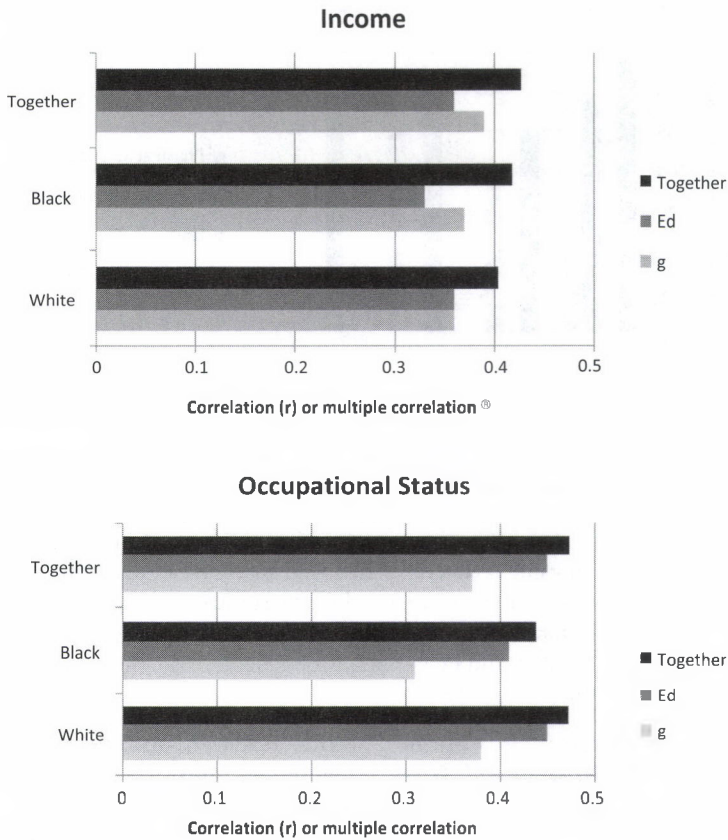 Income
Together
Black
White
Together
Ed
g
0 0.1 0.2 0.3 0.4 0.5
Correlation (r) or multiple correlation ®
Occupational Status
Together
Black
White
Together
Ed
g
0 0.1 0.2 0.3 0.4 0.5
Correlation (r) or multiple correlation